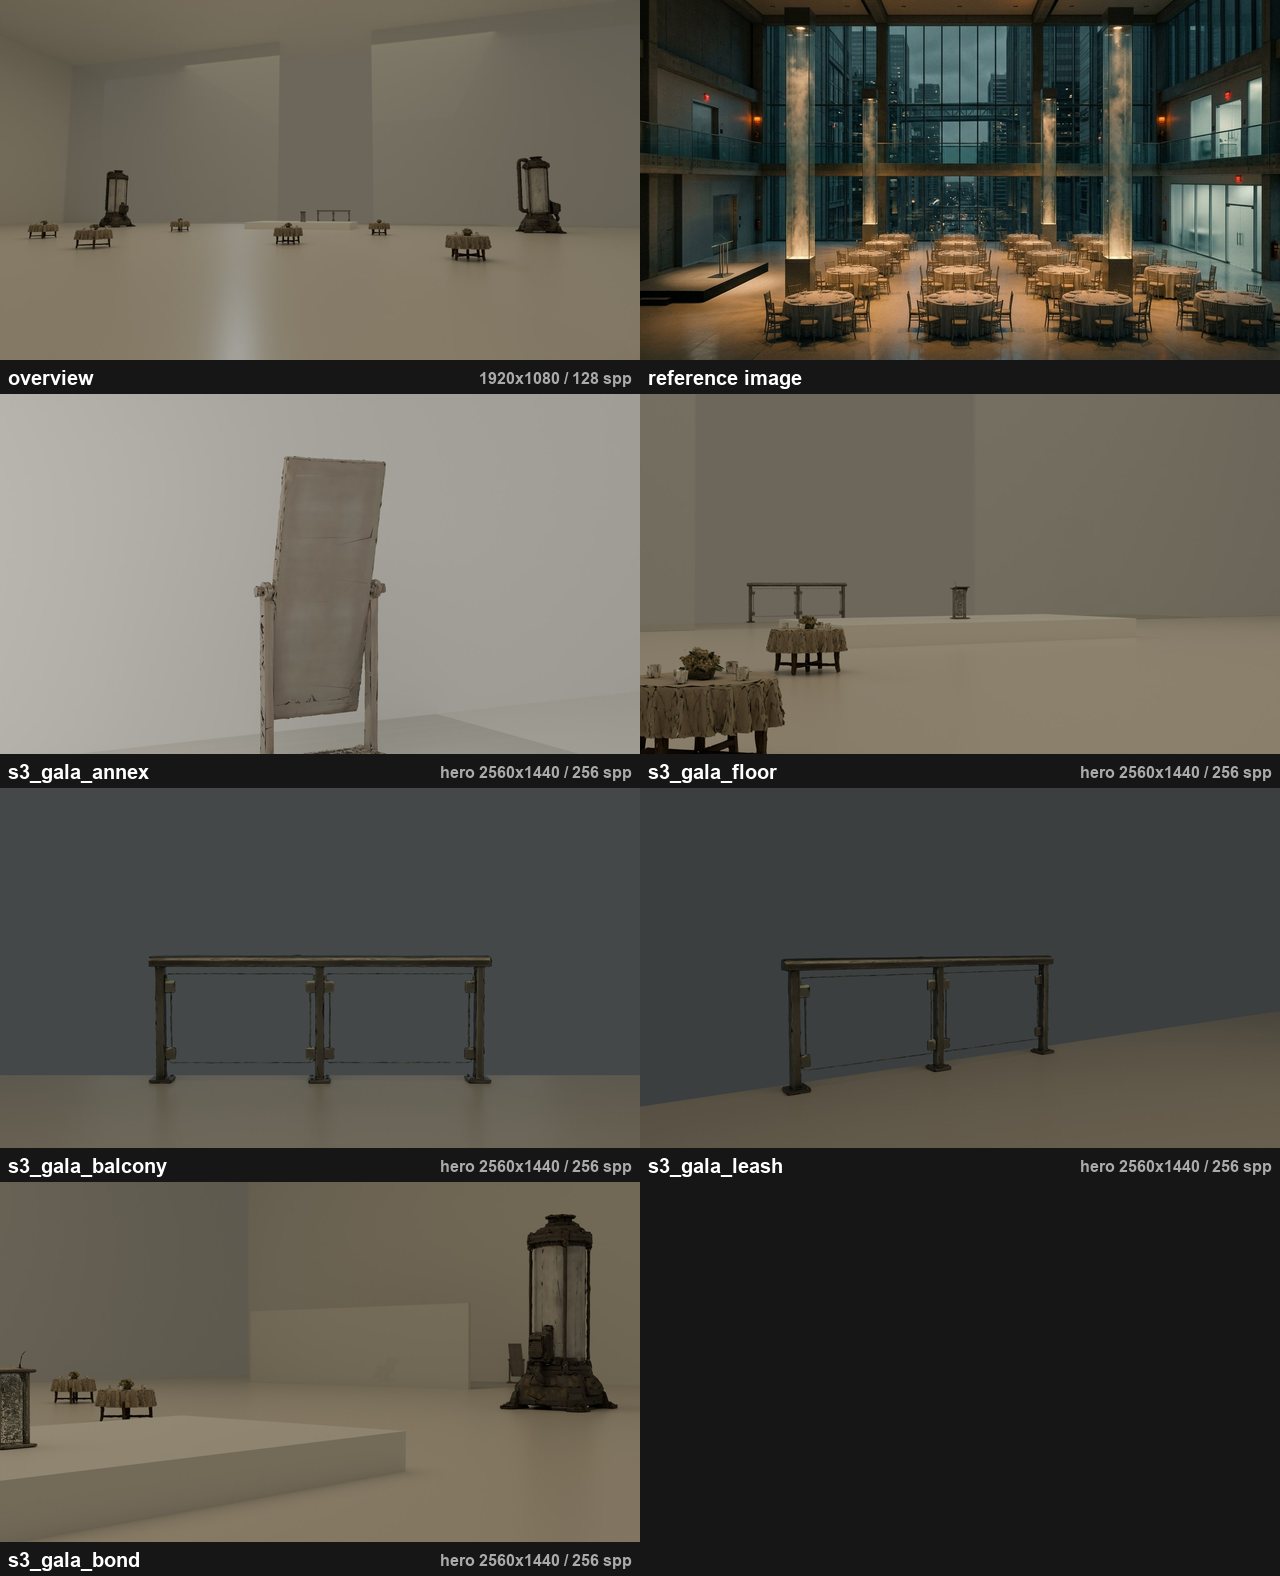 overview
1920x1080 / 128 spp
reference image
s3_gala_annex
hero 2560x1440 / 256 spp
s3_gala_floor
hero 2560x1440 / 256 spp
s3_gala_balcony
hero 2560x1440 / 256 spp
s3_gala_leash
hero 2560x1440 / 256 spp
s3_gala_bond
hero 2560x1440 / 256 spp